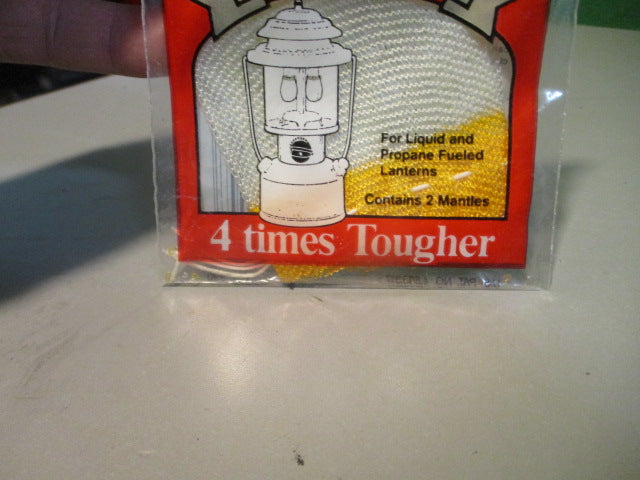 For Liquid and
Propane Fueled
Lanterns
Contains 2 Mantles
4 times Tougher